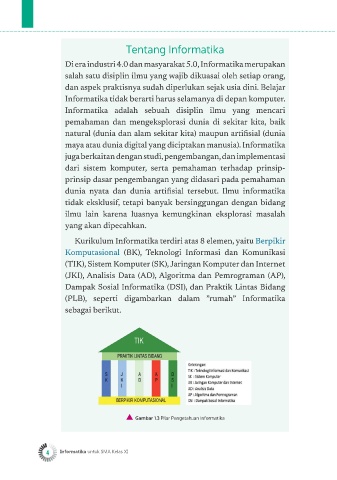 Tentang Informatika
Di era industri 4.0 dan masyarakat 5.0, Informatika merupakan
salah satu disiplin ilmu yang wajib dikuasai oleh setiap orang,
dan aspek praktisnya sudah diperlukan sejak usia dini. Belajar
Informatika tidak berarti harus selamanya di depan komputer.
Informatika adalah sebuah disiplin ilmu yang mencari
pemahaman dan mengeksplorasi dunia di sekitar kita, baik
natural (dunia dan alam sekitar kita) maupun artifisial (dunia
maya atau dunia digital yang diciptakan manusia). Informatika
juga berkaitan dengan studi, pengembangan, dan implementasi
dari sistem komputer, serta pemahaman terhadap prinsip-
prinsip dasar pengembangan yang didasari pada pemahaman
dunia nyata dan dunia artifisial tersebut. Ilmu informatika
tidak eksklusif, tetapi banyak bersinggungan dengan bidang
ilmu lain karena luasnya kemungkinan eksplorasi masalah
yang akan dipecahkan.
Kurikulum Informatika terdiri atas 8 elemen, yaitu Berpikir
Komputasional (BK), Teknologi Informasi dan Komunikasi
(TIK), Sistem Komputer (SK), Jaringan Komputer dan Internet
(JKI), Analisis Data (AD), Algoritma dan Pemrograman (AP),
Dampak Sosial Informatika (DSI), dan Praktik Lintas Bidang
(PLB), seperti digambarkan dalam "rumah" Informatika
sebagai berikut.
TIK
PRAKTIK LINTAS BIDANG
S J A A D
K K D P S
I I
BERPIKIR KOMPUTASIONAL
Keterangan:
TIK : Teknologi Informasi dan Komunikasi
SK : Sistem Komputer
JKI : Jaringan Komputer dan Internet
AD : Analisis Data
AP : Algoritma dan Pemrograman
DSI : Dampak Sosial Informatika
Gambar 1.3 Pilar Pengetahuan Informatika
4 Informatika untuk SMA Kelas XI